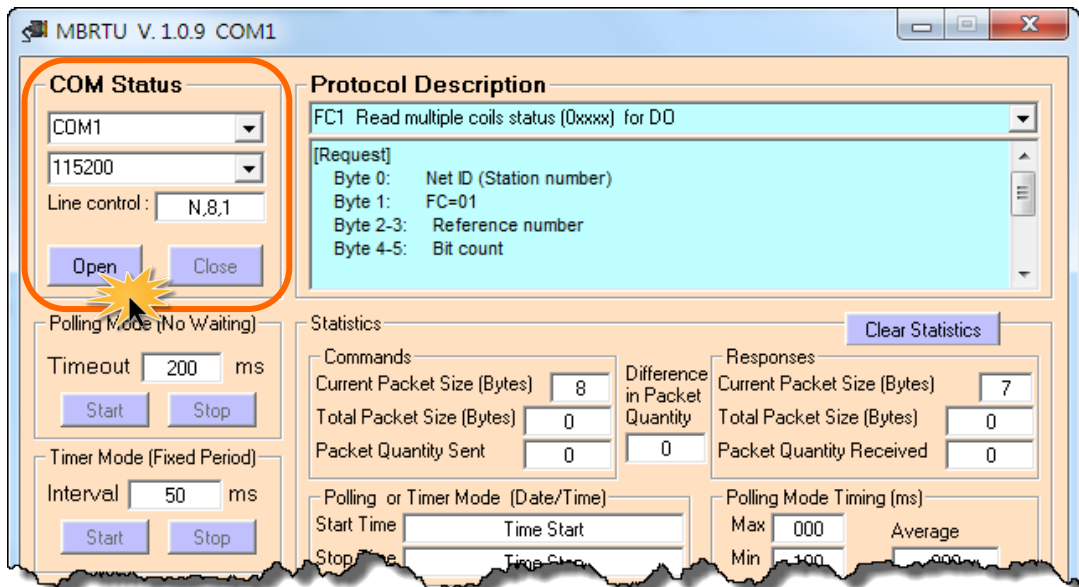 MBRTU V. 1.0.9 COM1
COM Status
COM1
115200
Line control : N,8,1
Open Close
Protocol Description
FC1 Read multiple coils status (0xxxx) for DO
[Request]
Byte 0: Net ID (Station number)
Byte 1: FC=01
Byte 2-3: Reference number
Byte 4-5: Bit count
Polling Mode (No Waiting)
Timeout 200 ms
Start Stop
Timer Mode (Fixed Period)
Interval 50 ms
Start Stop
Statistics
Clear Statistics
Commands
Current Packet Size (Bytes) 8
Total Packet Size (Bytes) 0
Packet Quantity Sent 0
Difference
in Packet
Quantity
0
Responses
Current Packet Size (Bytes) 7
Total Packet Size (Bytes) 0
Packet Quantity Received 0
Polling or Timer Mode (Date/Time)
Start Time Time Start
Stop Time Time Stop
Polling Mode Timing (ms)
Max 000 Average
Min 100 000